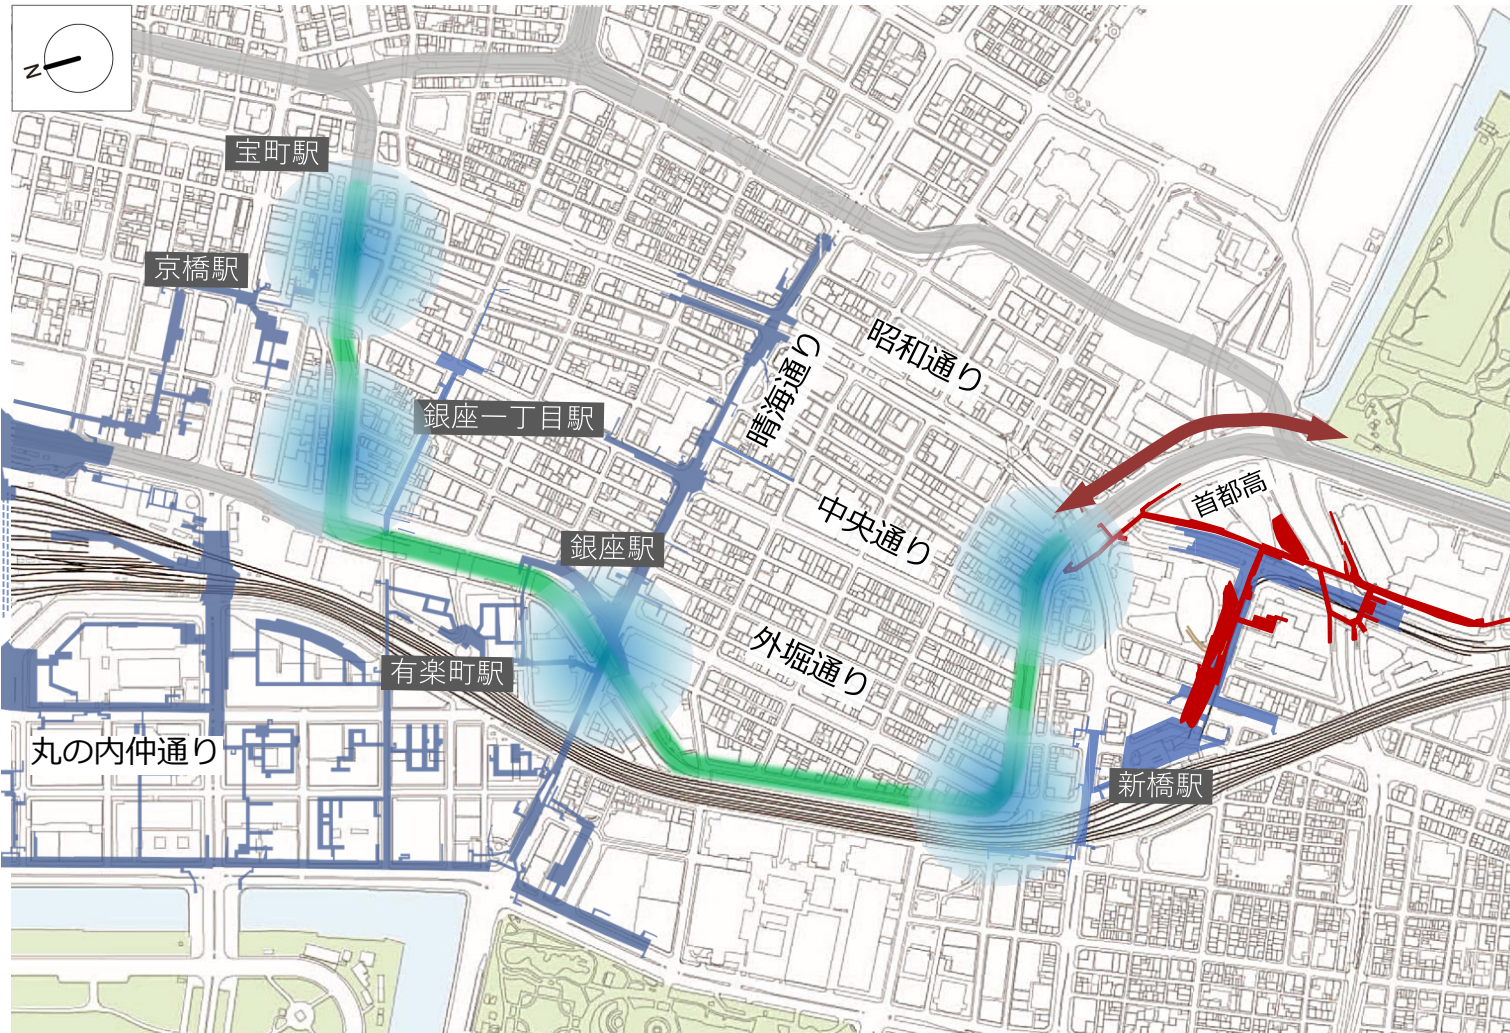 N
宝町駅
京橋駅
昭和通り
晴海通り
銀座一丁目駅
首都高
中央通り
銀座駅
外堀通り
有楽町駅
丸の内仲通り
新橋駅